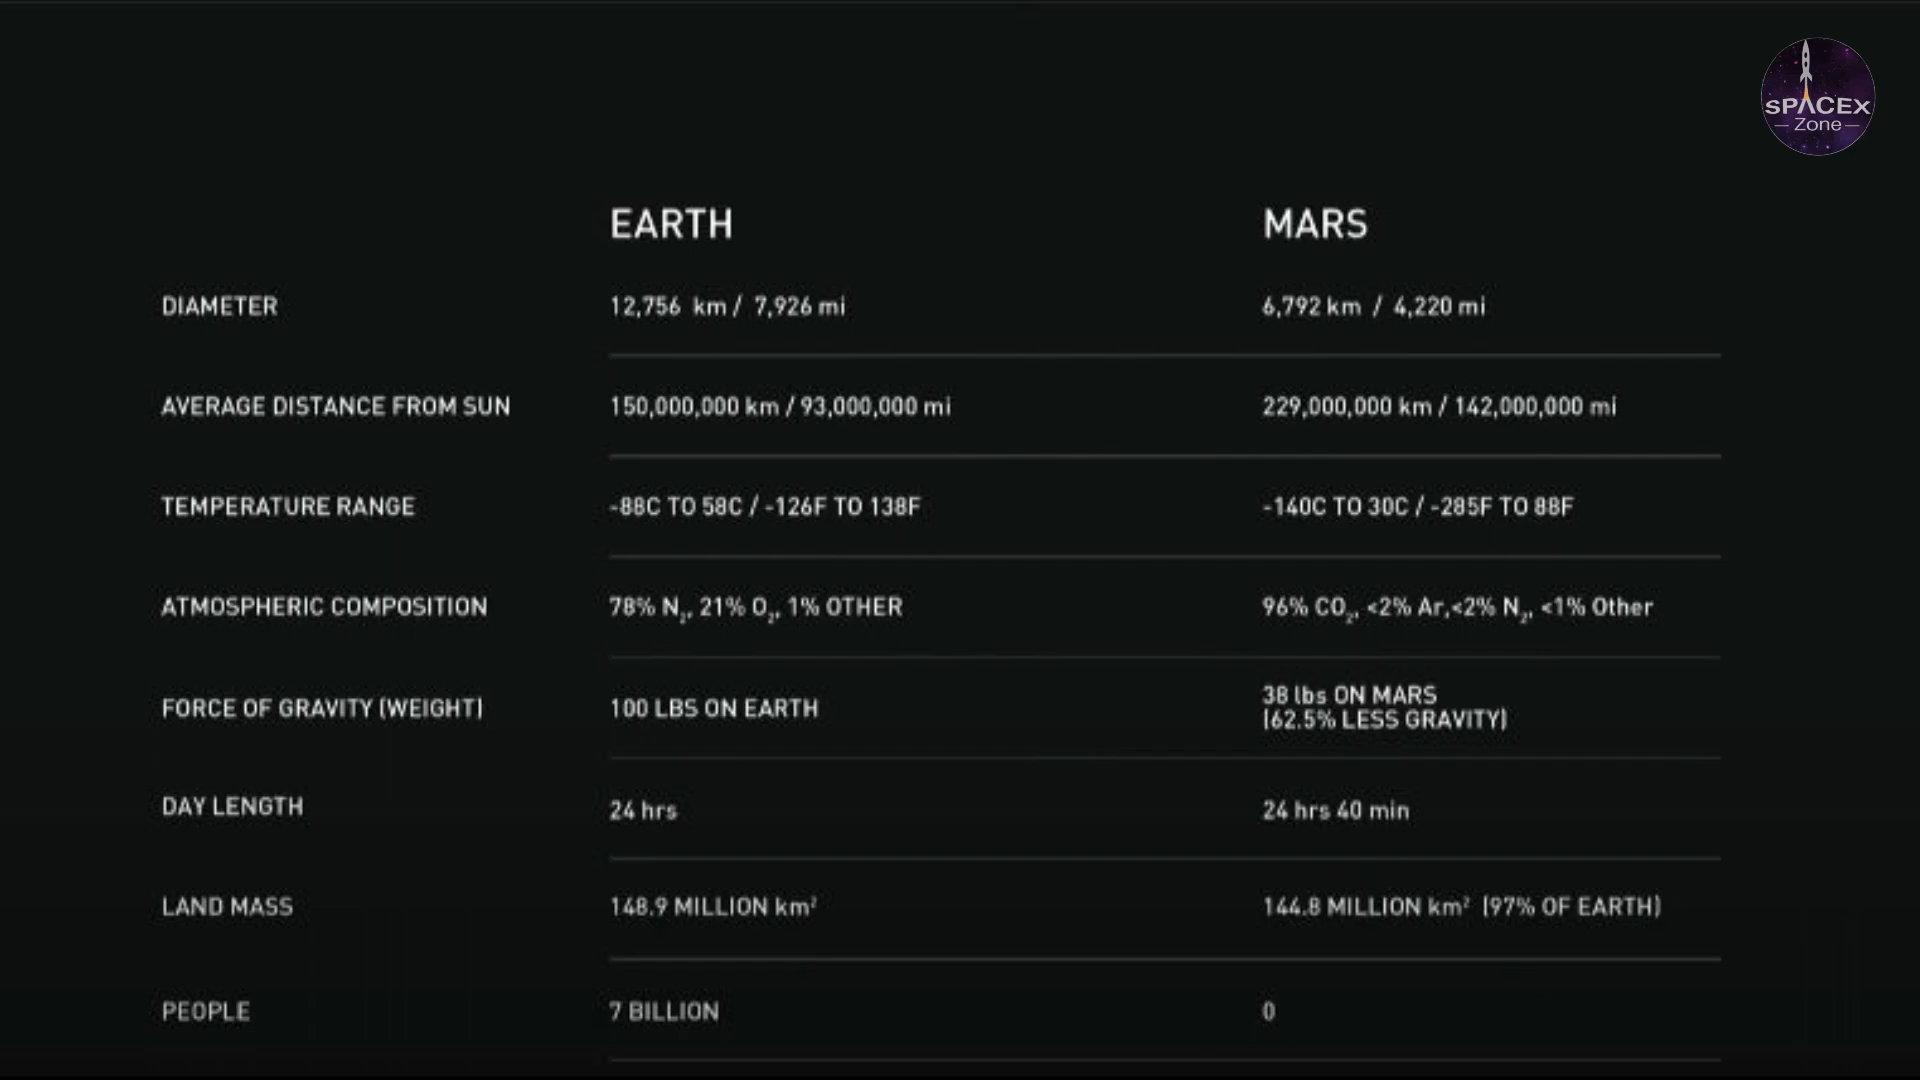 SPACEX
Zone
EARTH MARS
DIAMETER 12,756 km / 7,926 mi 6,792 km / 4,220 mi
AVERAGE DISTANCE FROM SUN 150,000,000 km / 93,000,000 mi 229,000,000 km / 142,000,000 mi
TEMPERATURE RANGE -88C TO 58C / -126F TO 138F -140C TO 30C / -285F TO 88F
ATMOSPHERIC COMPOSITION 78% N₂, 21% O₂, 1% OTHER 96% CO₂, <2% Ar,<2% N₂, <1% Other
FORCE OF GRAVITY (WEIGHT) 100 LBS ON EARTH 38 lbs ON MARS
(62.5% LESS GRAVITY)
DAY LENGTH 24 hrs 24 hrs 40 min
LAND MASS 148.9 MILLION km² 144.8 MILLION km² (97% OF EARTH)
PEOPLE 7 BILLION 0